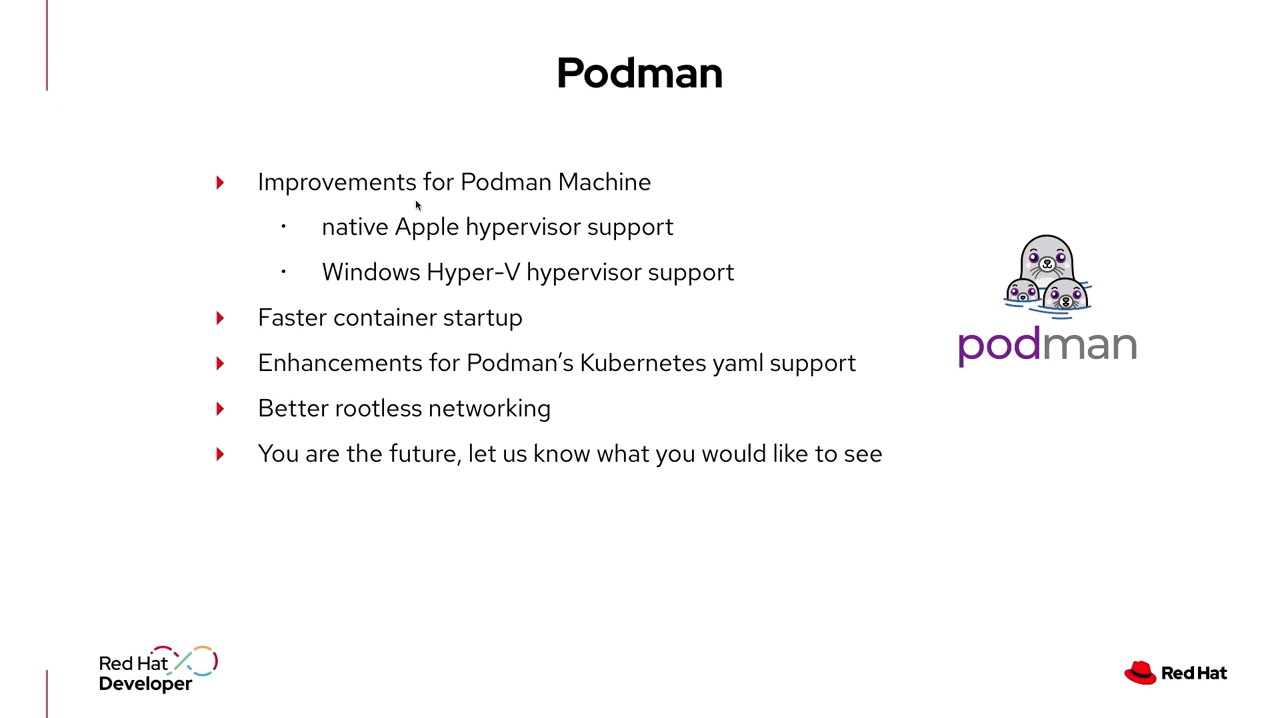 Podman
Improvements for Podman Machine
native Apple hypervisor support
Windows Hyper-V hypervisor support
Faster container startup
Enhancements for Podman’s Kubernetes yaml support
Better rootless networking
You are the future, let us know what you would like to see
podman
Red Hat
Developer
Red Hat